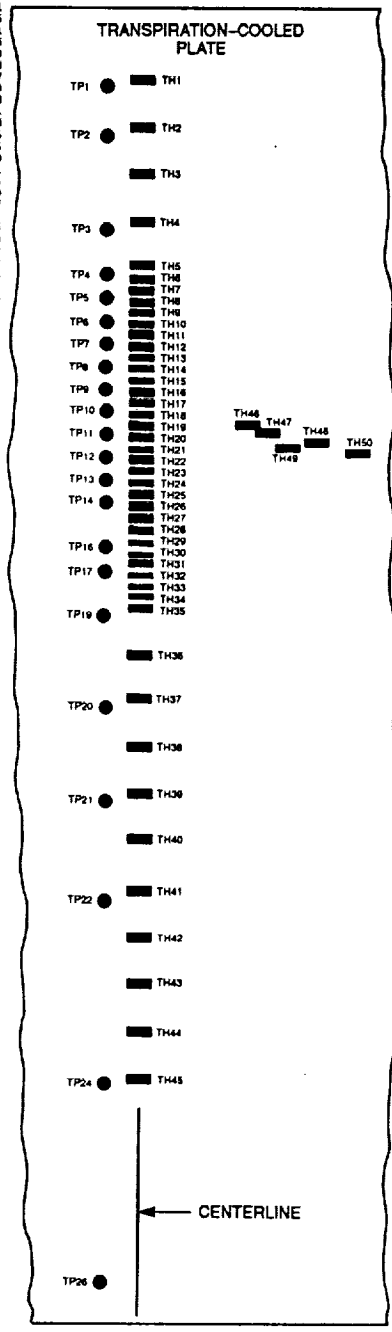 TRANSPIRATION-COOLED
PLATE
TP1 TH1
TP2 TH2
TH3
TP3 TH4
TP4 TH5
TH6
TP5 TH7
TH8
TH9
TP6 TH10
TH11
TP7 TH12
TH13
TP8 TH14
TH15
TP9 TH16
TH17
TP10 TH18
TH19
TP11 TH20
TH21
TP12 TH22
TH23
TP13 TH24
TH25
TP14 TH26
TH27
TH28
TP16 TH29
TH30
TH31
TP17 TH32
TH33
TH34
TP19 TH35
TH46
TH47
TH48
TH49
TH50
TH36
TP20 TH37
TH38
TP21 TH39
TH40
TP22 TH41
TH42
TH43
TH44
TP24 TH45
CENTERLINE
TP26